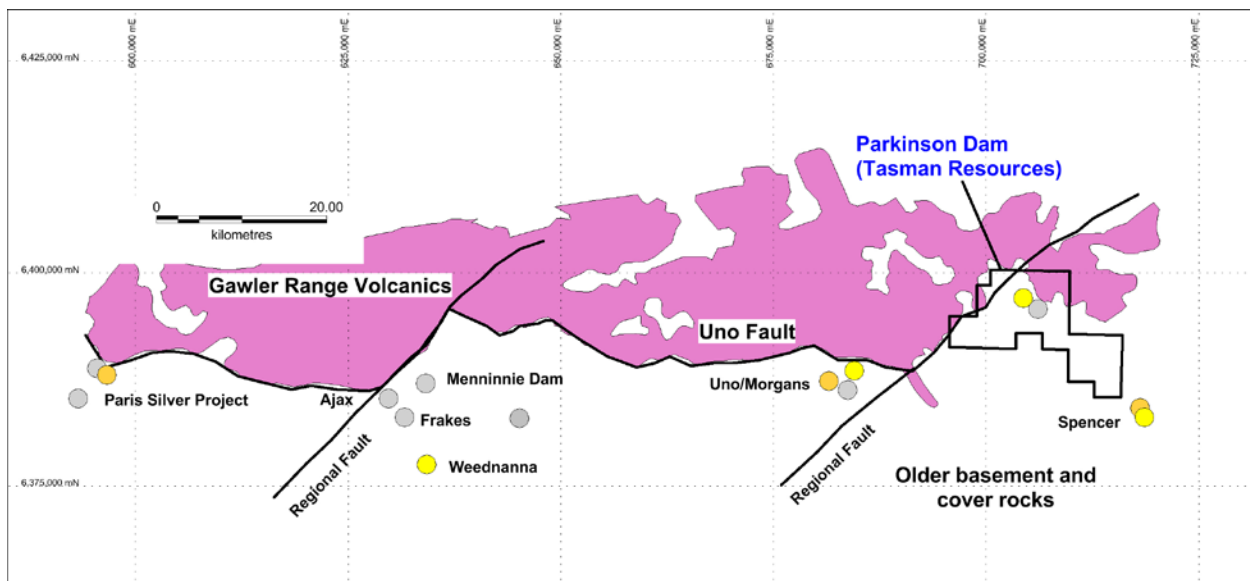 600,000 mE
625,000 mE
650,000 mE
675,000 mE
700,000 mE
725,000 mE
6,425,000 mN
Parkinson Dam
(Tasman Resources)
0
20.00
kilometres
6,400,000 mN
Gawler Range Volcanics
Uno Fault
Menninnie Dam
Uno/Morgans
Paris Silver Project
Ajax
Frakes
Spencer
Regional Fault
Weednanna
Regional Fault
Older basement and
cover rocks
6,375,000 mN